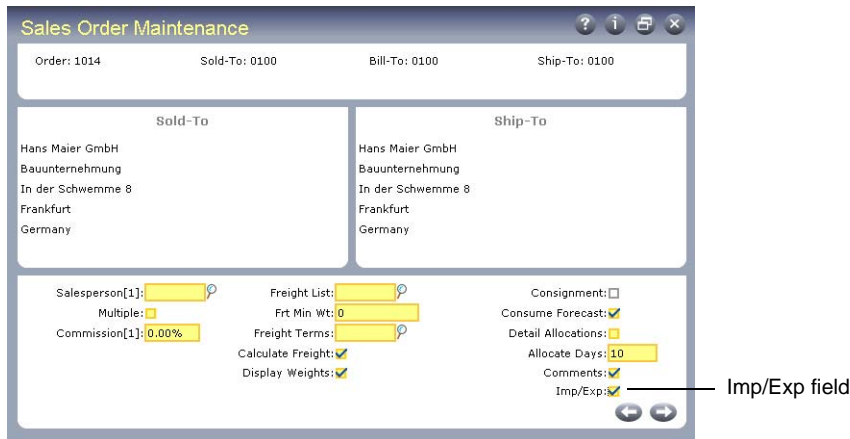 Sales Order Maintenance
Order: 1014 Sold-To: 0100 Bill-To: 0100 Ship-To: 0100
Sold-To
Hans Maier GmbH
Bauunternehmung
In der Schwemme 8
Frankfurt
Germany
Ship-To
Hans Maier GmbH
Bauunternehmung
In der Schwemme 8
Frankfurt
Germany
Salesperson[1]: Freight List: Consignment:
Multiple: Frt Min Wt: 0 Consume Forecast:
Commission[1]: 0.00% Freight Terms: Detail Allocations:
Calculate Freight: Allocate Days: 10
Display Weights: Comments:
Imp/Exp: Imp/Exp field